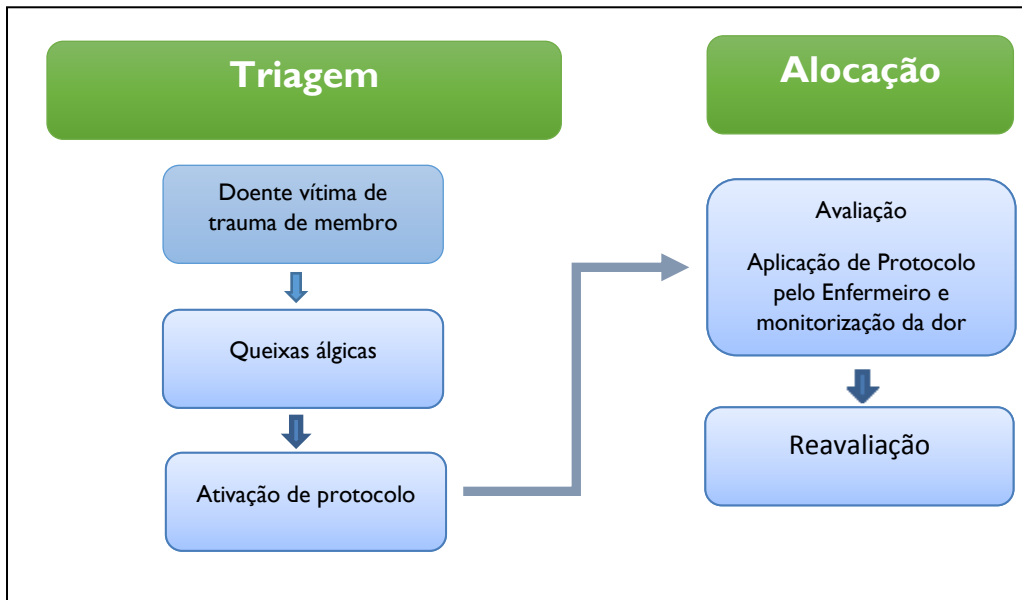 Triagem
Doente vítima de
trauma de membro
Queixas álgicas
Ativação de protocolo
Alocação
Avaliação
Aplicação de Protocolo
pelo Enfermeiro e
monitorização da dor
Reavaliação